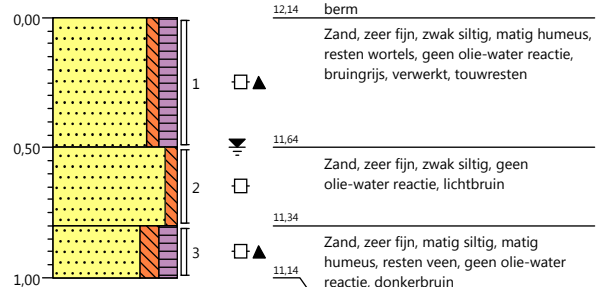 0,00
12,14 berm
Zand, zeer fijn, zwak siltig, matig humeus,
resten wortels, geen olie-water reactie,
bruingrijs, verwerkt, touwresten
1
0,50
11,64
Zand, zeer fijn, zwak siltig, geen
olie-water reactie, lichtbruin
2
11,34
Zand, zeer fijn, matig siltig, matig
humeus, resten veen, geen olie-water
reactie, donkerbruin
3
1,00
11,14